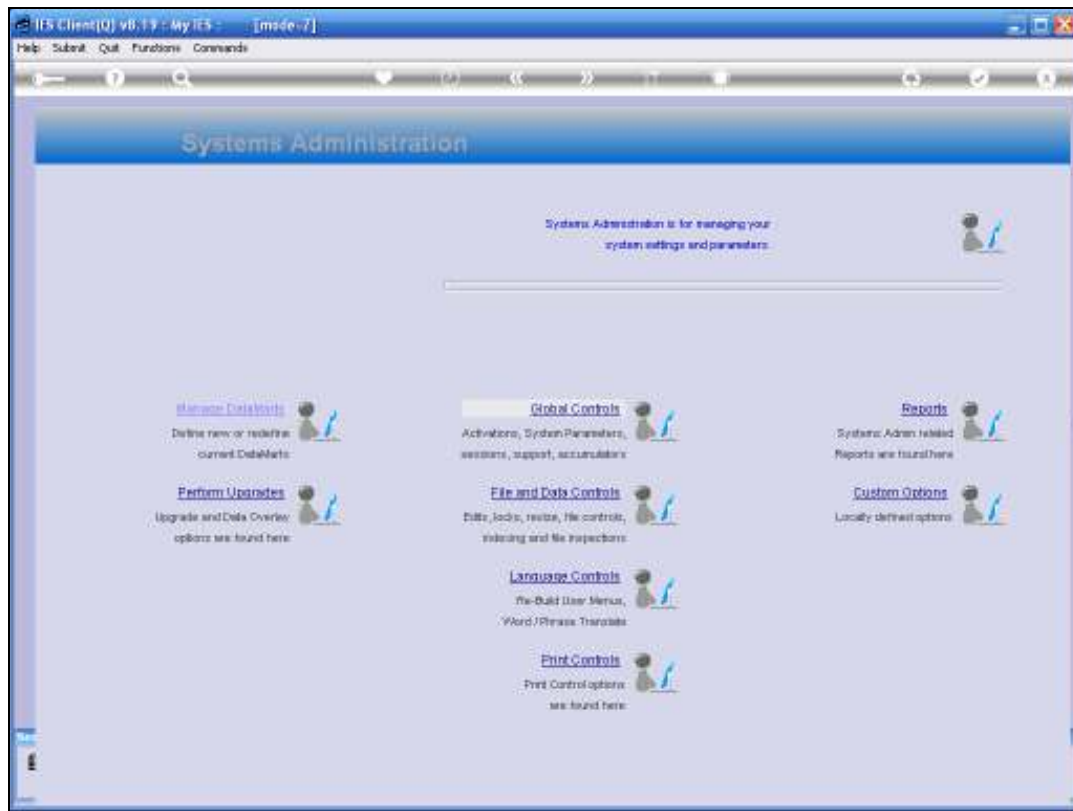 IES Client(Q) v8.19 : My IES : [mode-7]
Help Submit Quit Functions Commands
Systems Administration
Systems Administration is for managing your
system settings and parameters.
Manage DataMarts
Define new or redefine
current DataMarts
Perform Upgrades
Upgrade and Data Overlay
options are found here
Global Controls
Activations, System Parameters,
sessions, support, accumulators
File and Data Controls
Edits, locks, revize, file controls,
indexing and file inspections
Language Controls
Re-Build User Menus,
Word / Phrase Translate
Print Controls
Print Control options
are found here
Reports
Systems Admin related
Reports are found here
Custom Options
Locally defined options